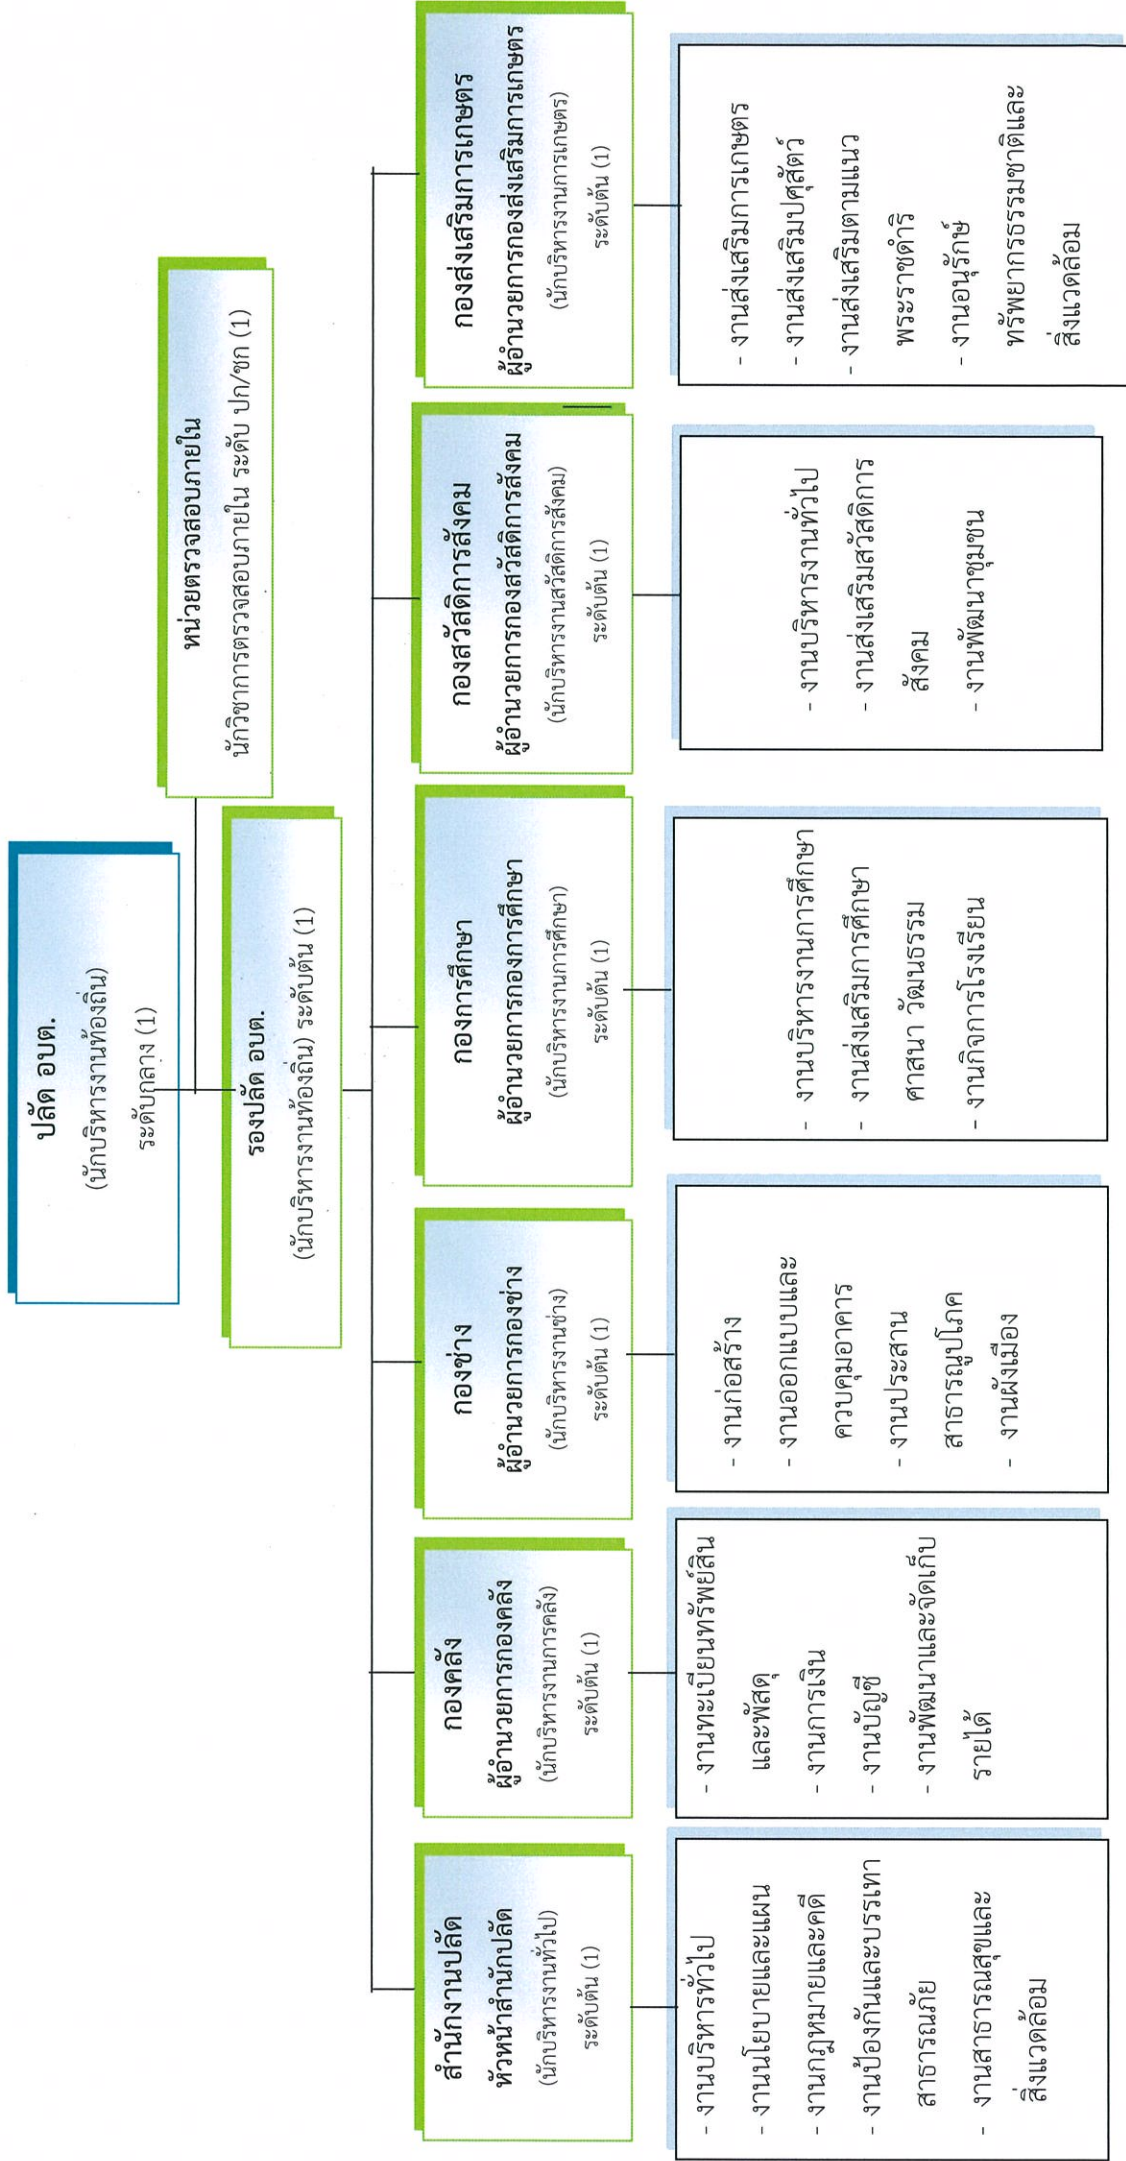 ปลัด อบต.
(นักบริหารงานท้องถิ่น)
ระดับกลาง (1)
หน่วยตรวจสอบภายใน
นักวิชาการตรวจสอบภายใน ระดับ ปก/ชก (1)
รองปลัด อบต.
(นักบริหารงานท้องถิ่น) ระดับต้น (1)
สำนักงานปลัด
หัวหน้าสำนักปลัด
(นักบริหารงานทั่วไป)
ระดับต้น (1)
กองคลัง
ผู้อำนวยการกองคลัง
(นักบริหารงานการคลัง)
ระดับต้น (1)
กองช่าง
ผู้อำนวยการกองช่าง
(นักบริหารงานช่าง)
ระดับต้น (1)
กองการศึกษา
ผู้อำนวยการกองการศึกษา
(นักบริหารงานการศึกษา)
ระดับต้น (1)
กองสวัสดิการสังคม
ผู้อำนวยการกองสวัสดิการสังคม
(นักบริหารงานสวัสดิการสังคม)
ระดับต้น (1)
กองส่งเสริมการเกษตร
ผู้อำนวยการกองส่งเสริมการเกษตร
(นักบริหารงานการเกษตร)
ระดับต้น (1)
- งานบริหารทั่วไป
- งานนโยบายและแผน
- งานกฎหมายและคดี
- งานป้องกันและบรรเทา
สาธารณภัย
- งานสาธารณสุขและ
สิ่งแวดล้อม
- งานทะเบียนทรัพย์สิน
และพัสดุ
- งานการเงิน
- งานบัญชี
- งานพัฒนาและจัดเก็บ
รายได้
- งานก่อสร้าง
- งานออกแบบและ
ควบคุมอาคาร
- งานประสาน
สาธารณูปโภค
- งานผังเมือง
- งานบริหารงานการศึกษา
- งานส่งเสริมการศึกษา
ศาสนา วัฒนธรรม
- งานกิจการโรงเรียน
- งานบริหารงานทั่วไป
- งานส่งเสริมสวัสดิการ
สังคม
- งานพัฒนาชุมชน
- งานส่งเสริมการเกษตร
- งานส่งเสริมปศุสัตว์
- งานส่งเสริมตามแนว
พระราชดำริ
- งานอนุรักษ์
ทรัพยากรธรรมชาติและ
สิ่งแวดล้อม